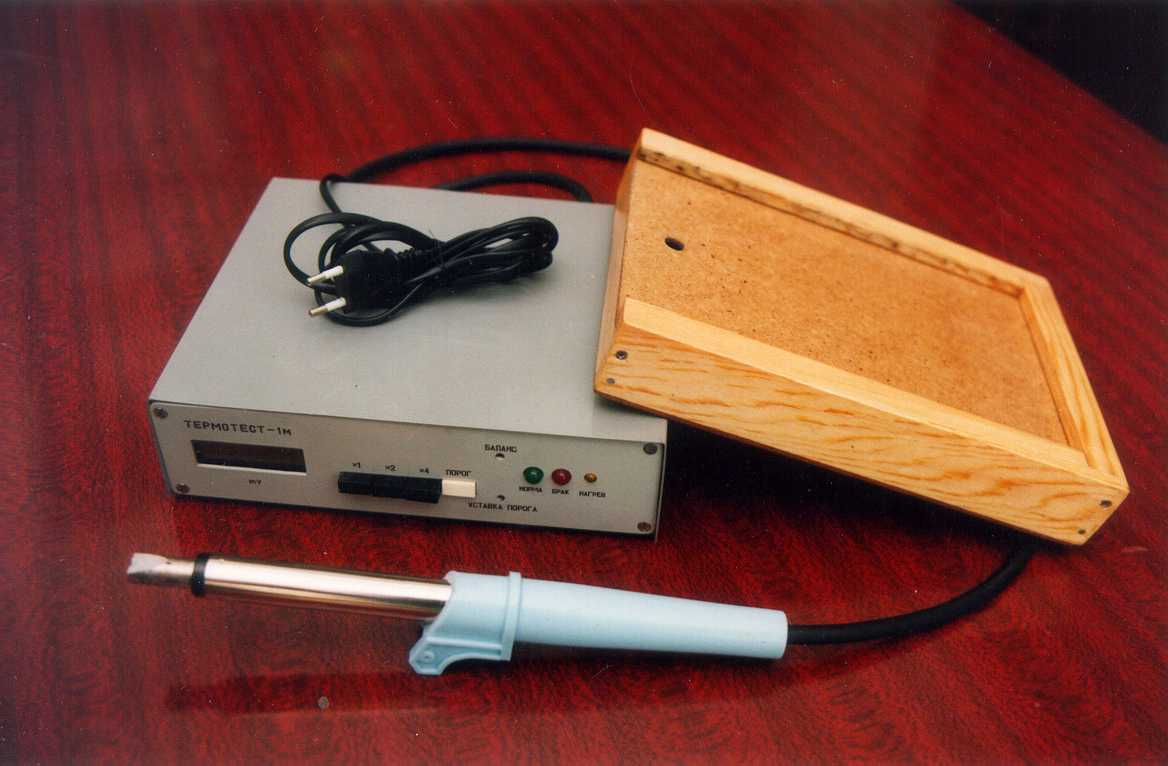 ТЕРМОТЕСТ-1М
mV
×1 ×2 ×4 ПОРОГ
БАЛАНС
УСТАВКА ПОРОГА
НОРМА БРАК НАГРЕВ